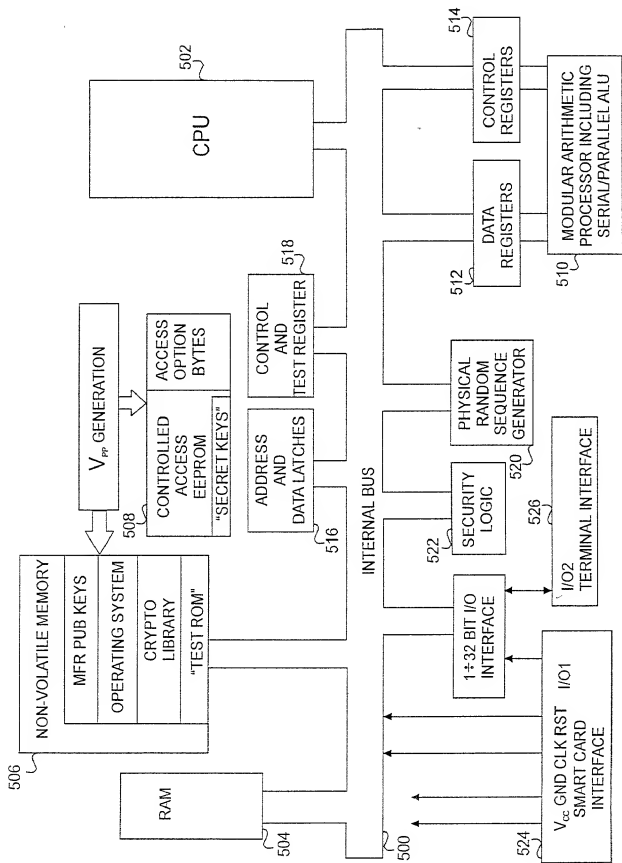 506
NON-VOLATILE MEMORY
MFR PUB KEYS
OPERATING SYSTEM
CRYPTO
LIBRARY
"TEST ROM"
V PP GENERATION
508
CONTROLLED
ACCESS
EEPROM
"SECRET KEYS"
ACCESS
OPTION
BYTES
502
CPU
RAM
504
516
ADDRESS
AND
DATA LATCHES
518
CONTROL
AND
TEST REGISTER
500
INTERNAL BUS
1÷32 BIT I/O
INTERFACE
522
SECURITY
LOGIC
520
PHYSICAL
RANDOM
SEQUENCE
GENERATOR
512
DATA
REGISTERS
514
CONTROL
REGISTERS
510
MODULAR ARITHMETIC
PROCESSOR INCLUDING
SERIAL/PARALLEL ALU
524
Vcc GND CLK RST I/O1
SMART CARD
INTERFACE
526
I/O2
TERMINAL INTERFACE